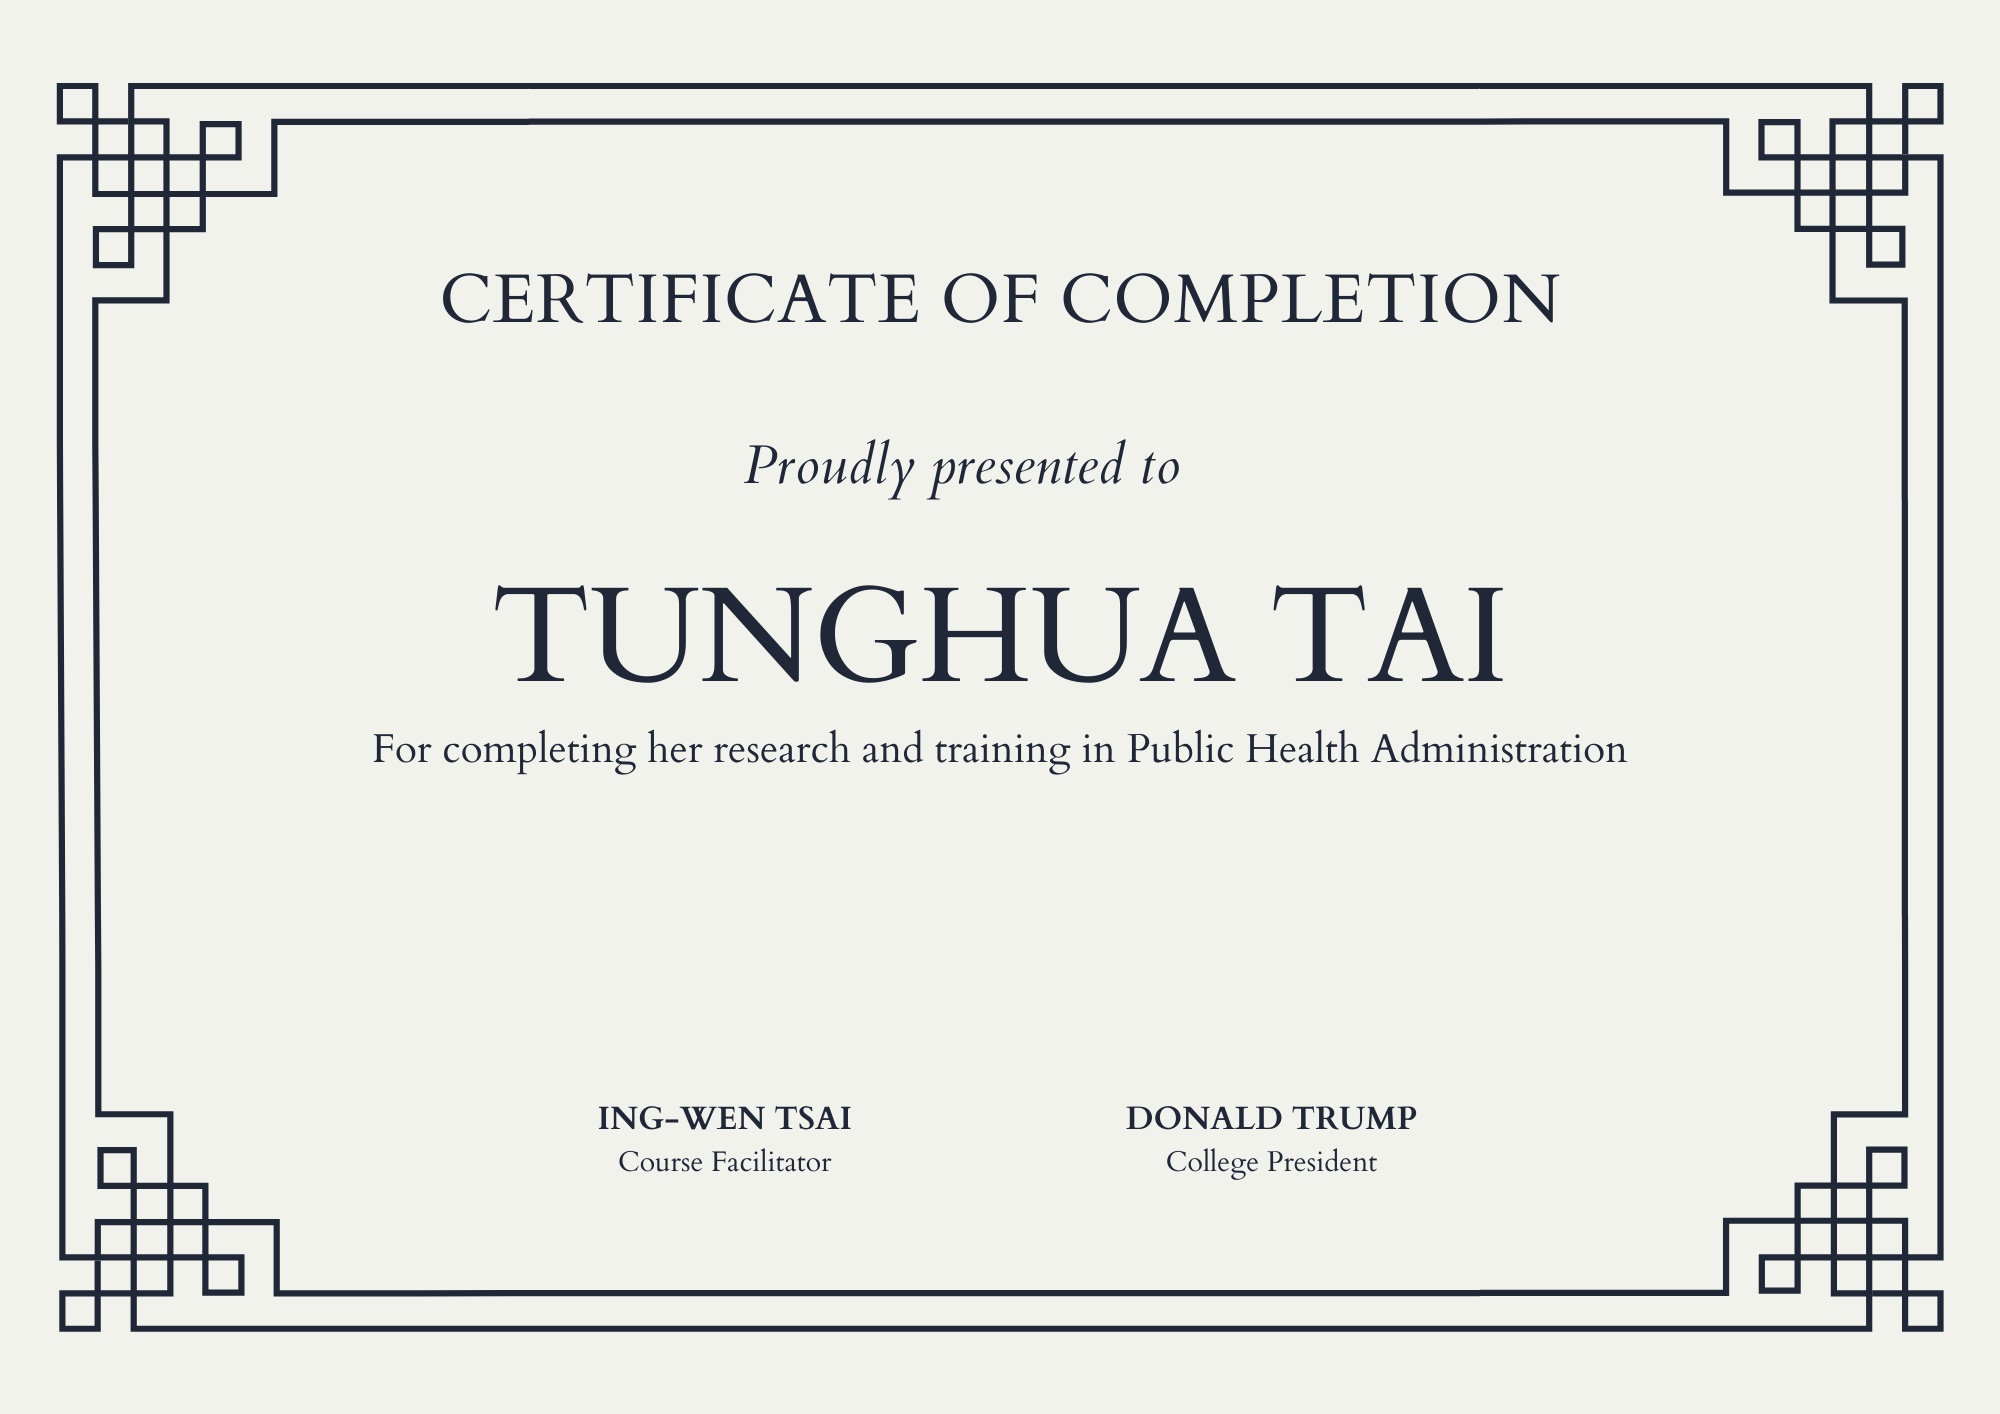 CERTIFICATE OF COMPLETION
Proudly presented to
TUNGHUA TAI
For completing her research and training in Public Health Administration
ING-WEN TSAI
DONALD TRUMP
Course Facilitator
College President